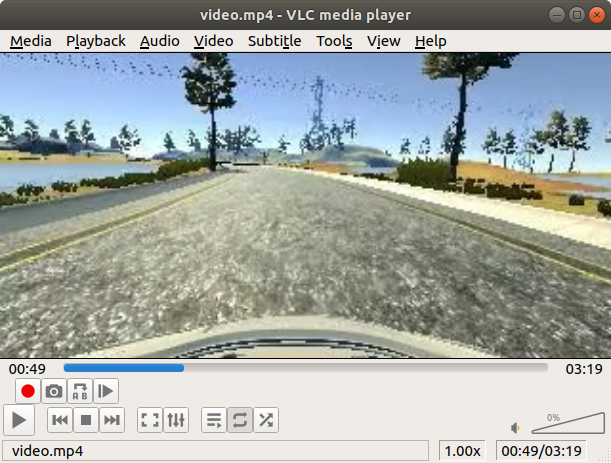 video.mp4 - VLC media player
Media Playback Audio Video Subtitle Tools View Help
00:49 03:19
A B
0%
video.mp4 1.00x 00:49/03:19